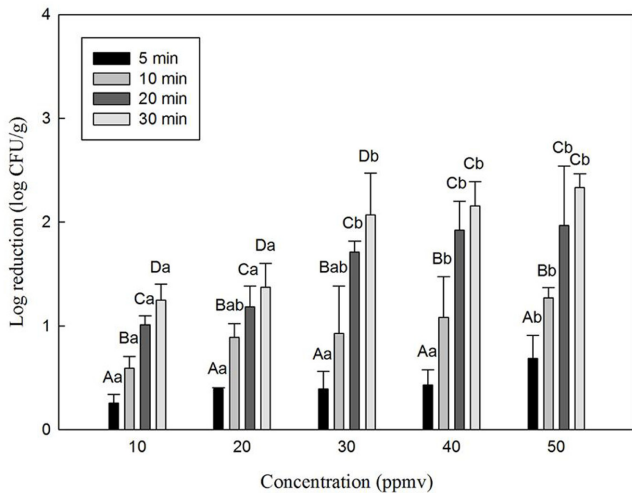 4
3
2
1
0
Log reduction (log CFU/g)
5 min
10 min
20 min
30 min
Aa Ba Ca Da
Aa Bab Ca Da
Aa Bab Cb Db
Aa Bb Cb Cb
Ab Bb Cb Cb
10 20 30 40 50
Concentration (ppmv)